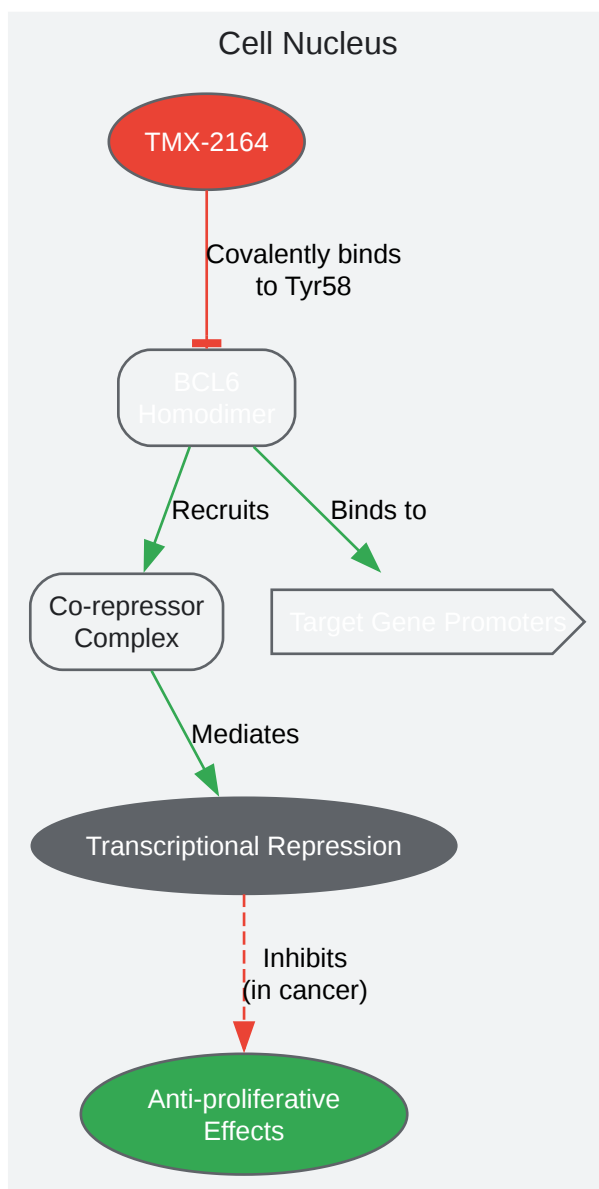 Cell Nucleus
TMX-2164
Covalently binds
to Tyr58
BCL6
Homodimer
Recruits
Binds to
Co-repressor
Complex
Target Gene Promoters
Mediates
Transcriptional Repression
Inhibits
(in cancer)
Anti-proliferative
Effects